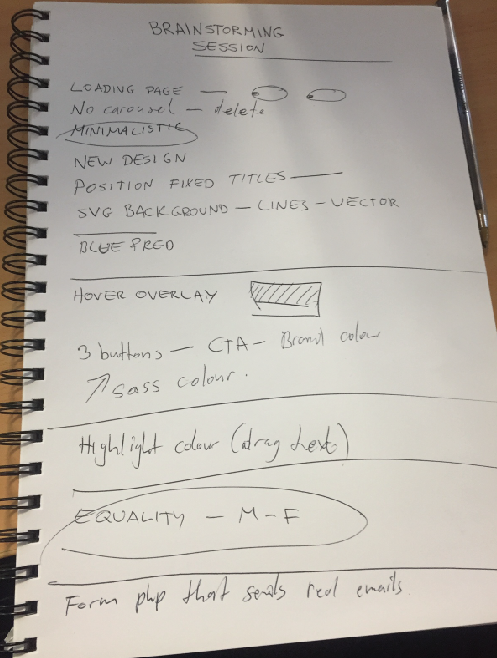 BRAINSTORMING
SESSION
LOADING PAGE —
No carousel — delete
MINIMALISTIC
NEW DESIGN
POSITION FIXED TITLES —
SVG BACKGROUND — LINES — VECTOR
BLUE PRED
HOVER OVERLAY
3 buttons — CTA — Brand colour
↗ sass colour.
Highlight colour (drag text)
EQUALITY — M - F
Form php that sends real emails.